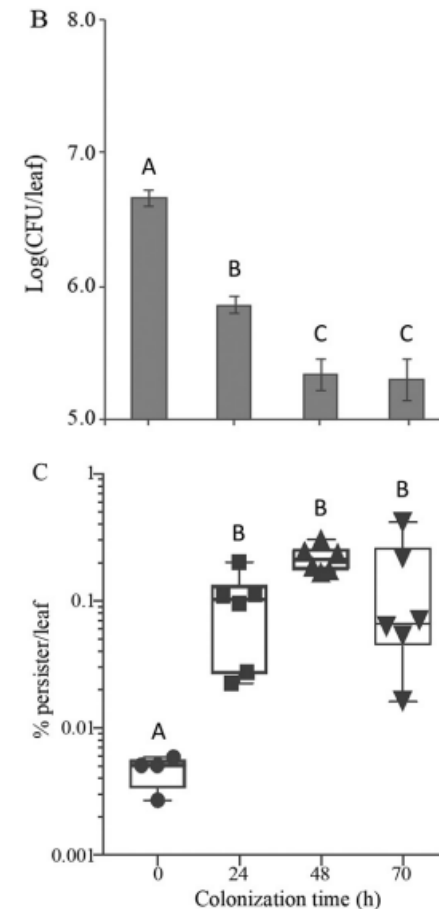 B
8.0
7.0
6.0
5.0
Log(CFU/leaf)
A
B
C
C
C
1
0.1
0.01
0.001
% persister/leaf
A
B
B
B
0
24
48
70
Colonization time (h)